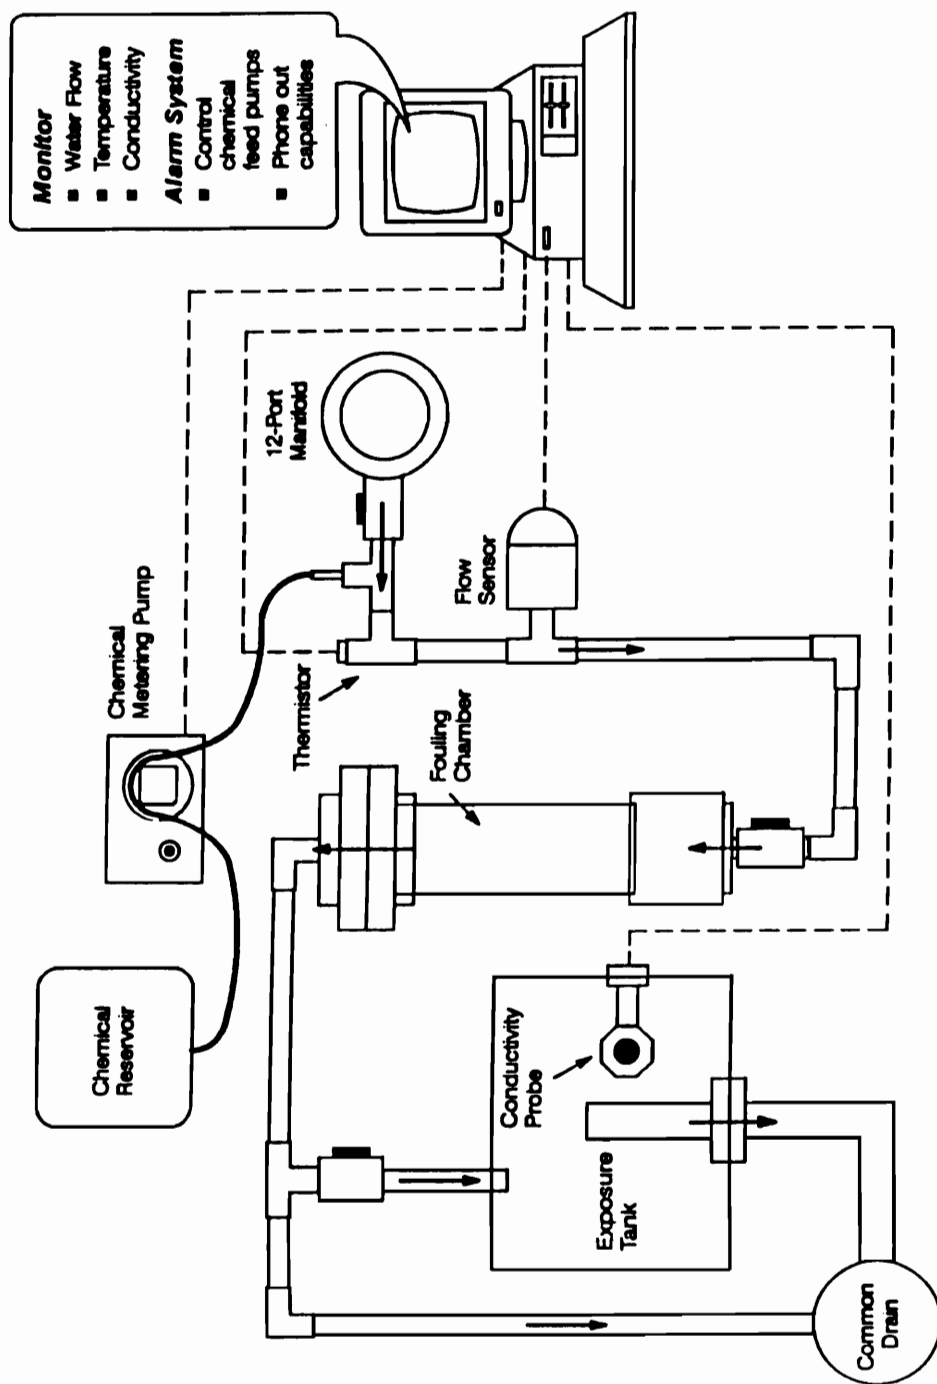 Monitor
■ Water Flow
■ Temperature
■ Conductivity
Alarm System
■ Control
chemical
feed pumps
■ Phone out
capabilities
Chemical
Metering Pump
Chemical
Reservoir
12-Port
Manifold
Thermistor
Flow
Sensor
Fouling
Chamber
Conductivity
Probe
Exposure
Tank
Common
Drain